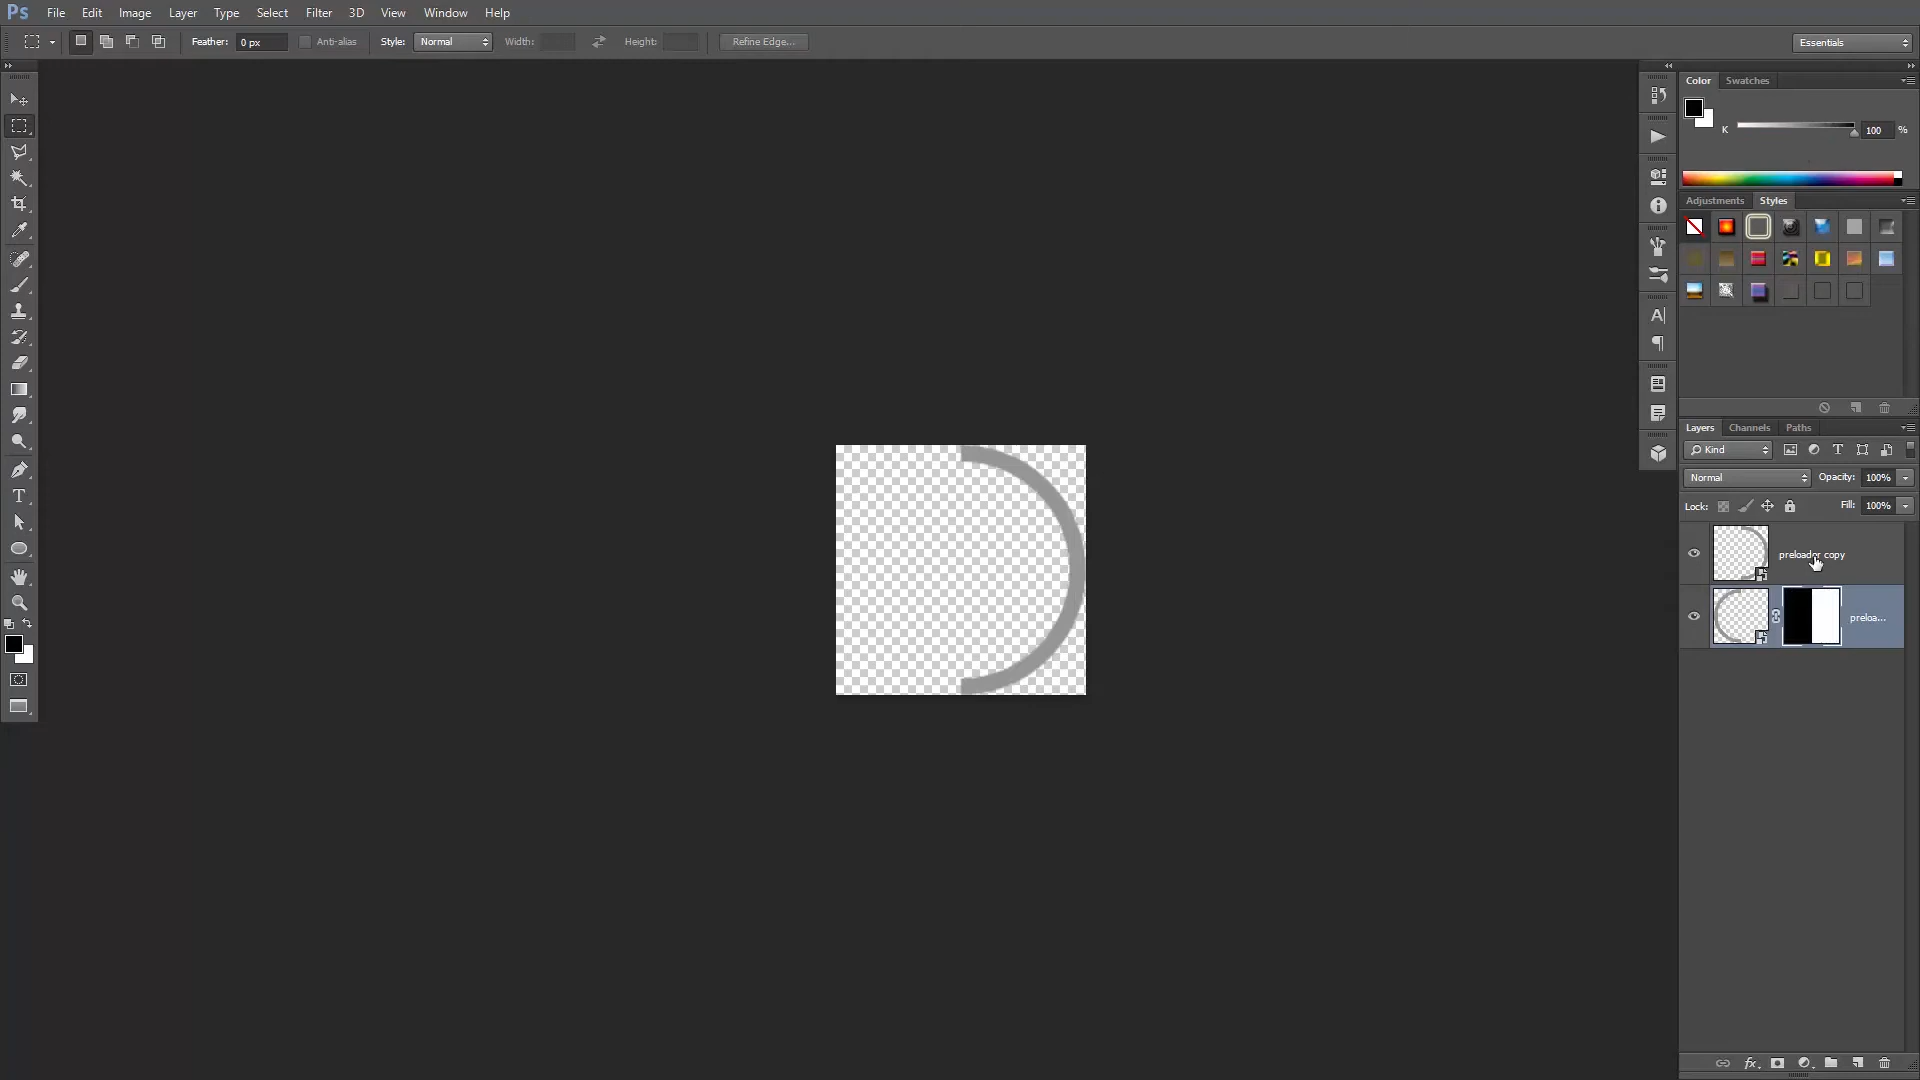 Ps File Edit Image Layer Type Select Filter 3D View Window Help
Feather: 0 px Anti-alias Style: Normal Width: Height: Refine Edge... Essentials
Color Swatches
K 100 %
Adjustments Styles
Layers Channels Paths
Kind
Normal Opacity: 100%
Lock: Fill: 100%
preloader copy
preloa...